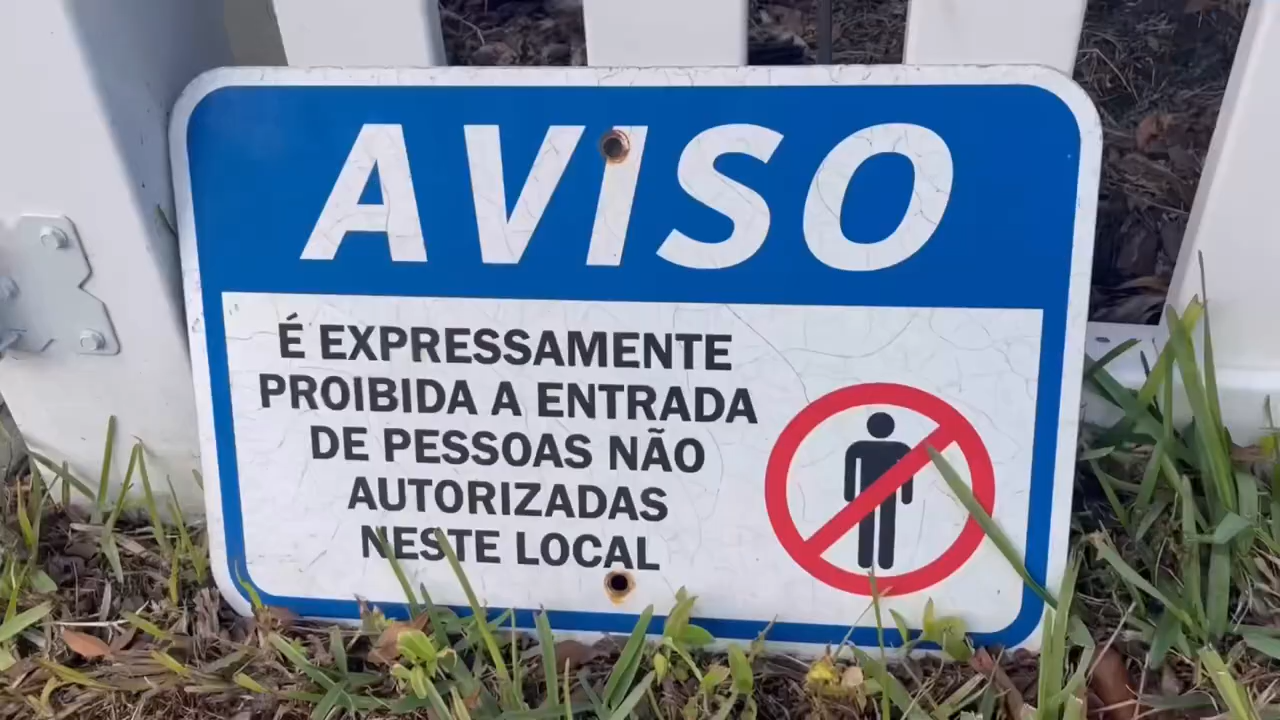 AVISO
É EXPRESSAMENTE
PROIBIDA A ENTRADA
DE PESSOAS NÃO
AUTORIZADAS
NESTE LOCAL